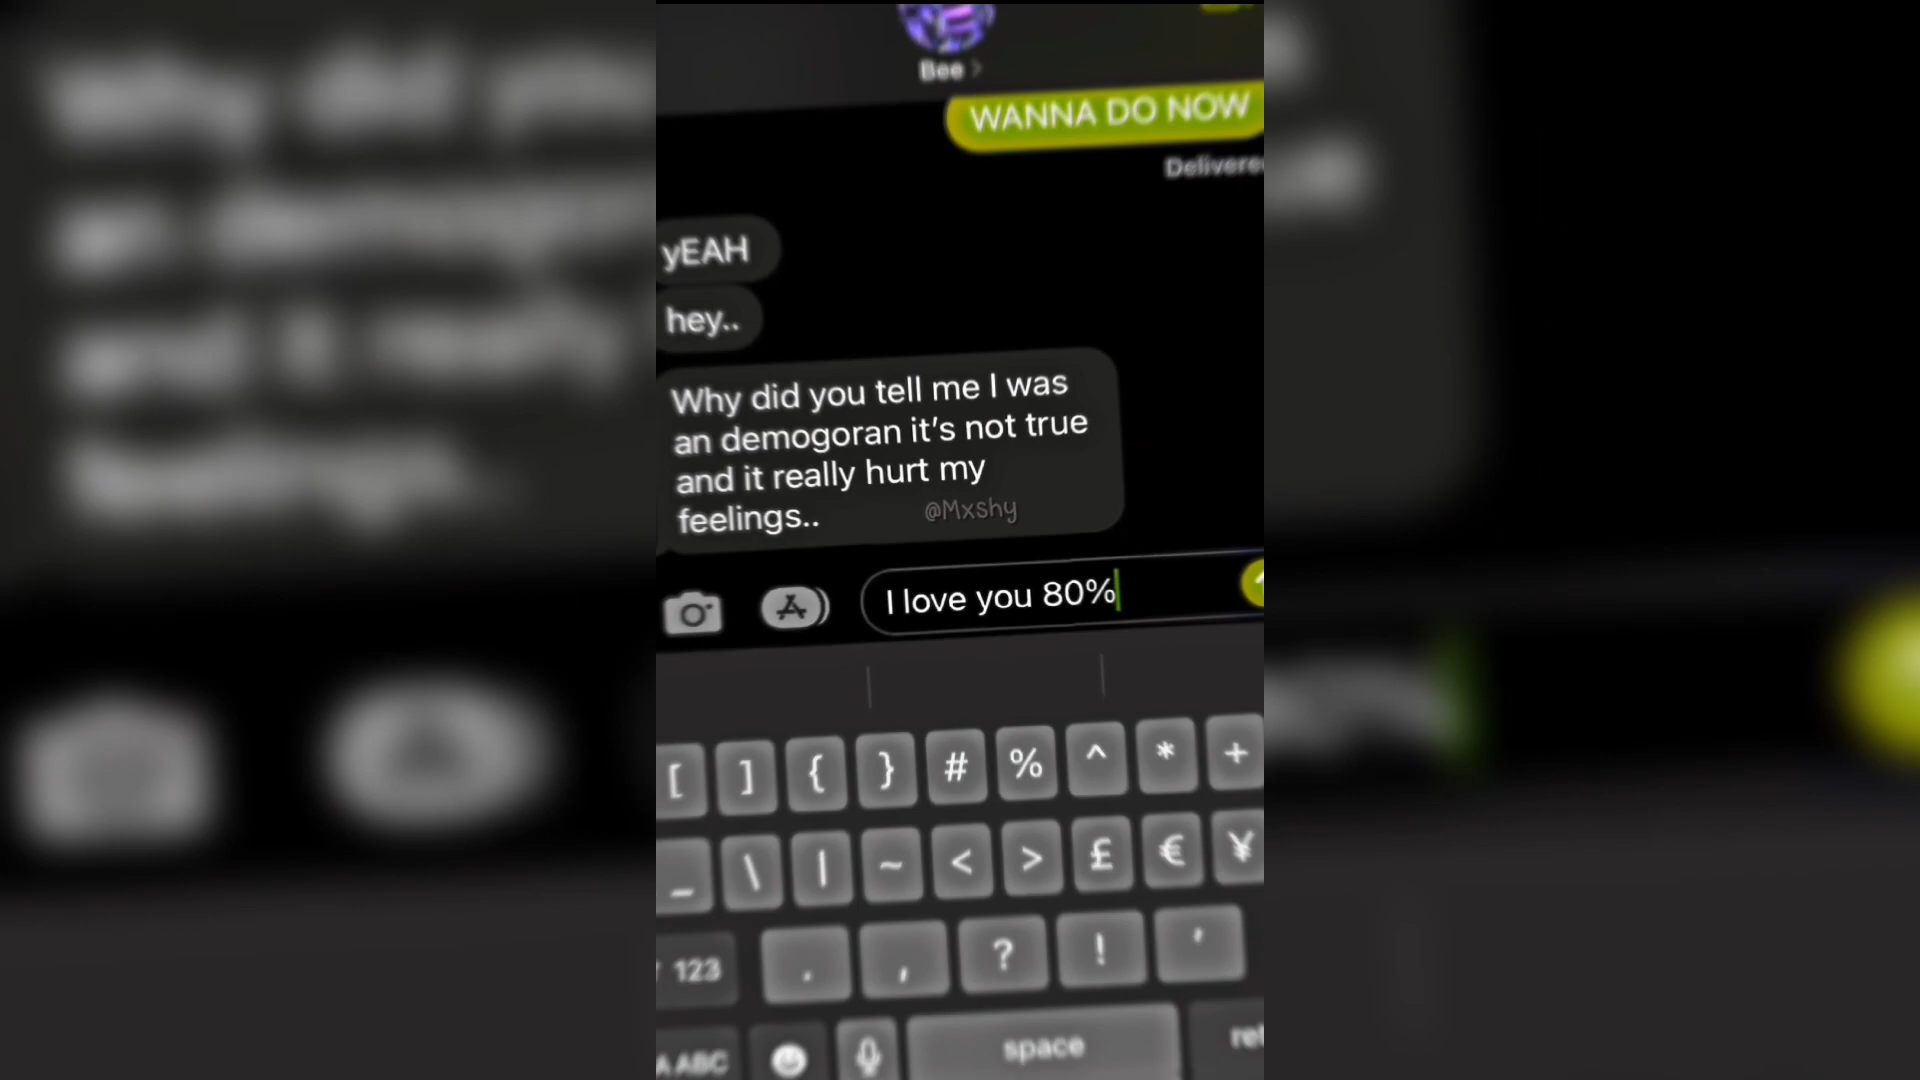 Bee >
WANNA DO NOW
Delivere
yEAH
hey..
Why did you tell me I was
an demogoran it's not true
and it really hurt my
feelings..
@Mxshy
I love you 80%
[ ] { } # % ^ * +
_ \ | ~ < > £ € ¥
123 . , ? ! '
ABC space ret